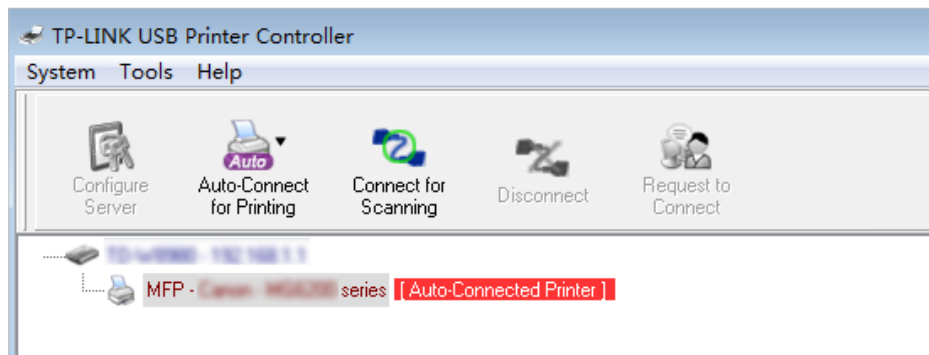 TP-LINK USB Printer Controller
System Tools Help
Auto
Configure Server
Auto-Connect for Printing
Connect for Scanning
Disconnect
Request to Connect
MFP - series [ Auto-Connected Printer ]